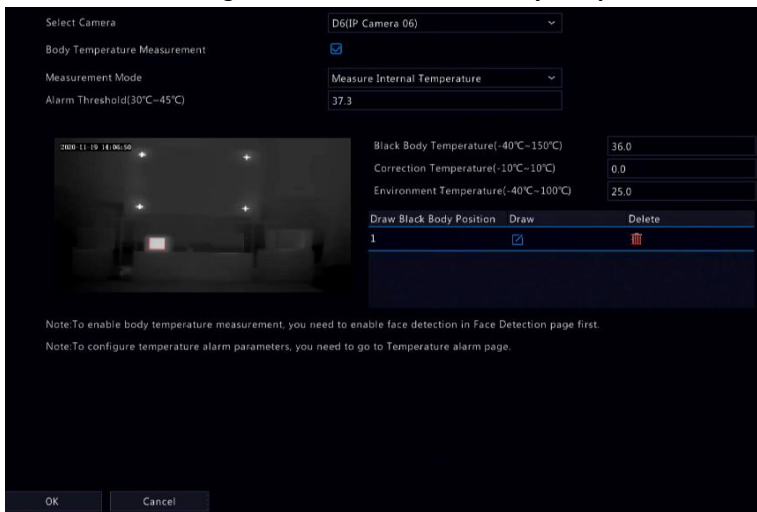 Select Camera D6(IP Camera 06)
Body Temperature Measurement
Measurement Mode Measure Internal Temperature
Alarm Threshold(30℃~45℃) 37.3
2020-11-19 14:06:50
Black Body Temperature(-40℃~150℃) 36.0
Correction Temperature(-10℃~10℃) 0.0
Environment Temperature(-40℃~100℃) 25.0
Draw Black Body Position Draw Delete
1
Note:To enable body temperature measurement, you need to enable face detection in Face Detection page first.
Note:To configure temperature alarm parameters, you need to go to Temperature alarm page.
OK Cancel